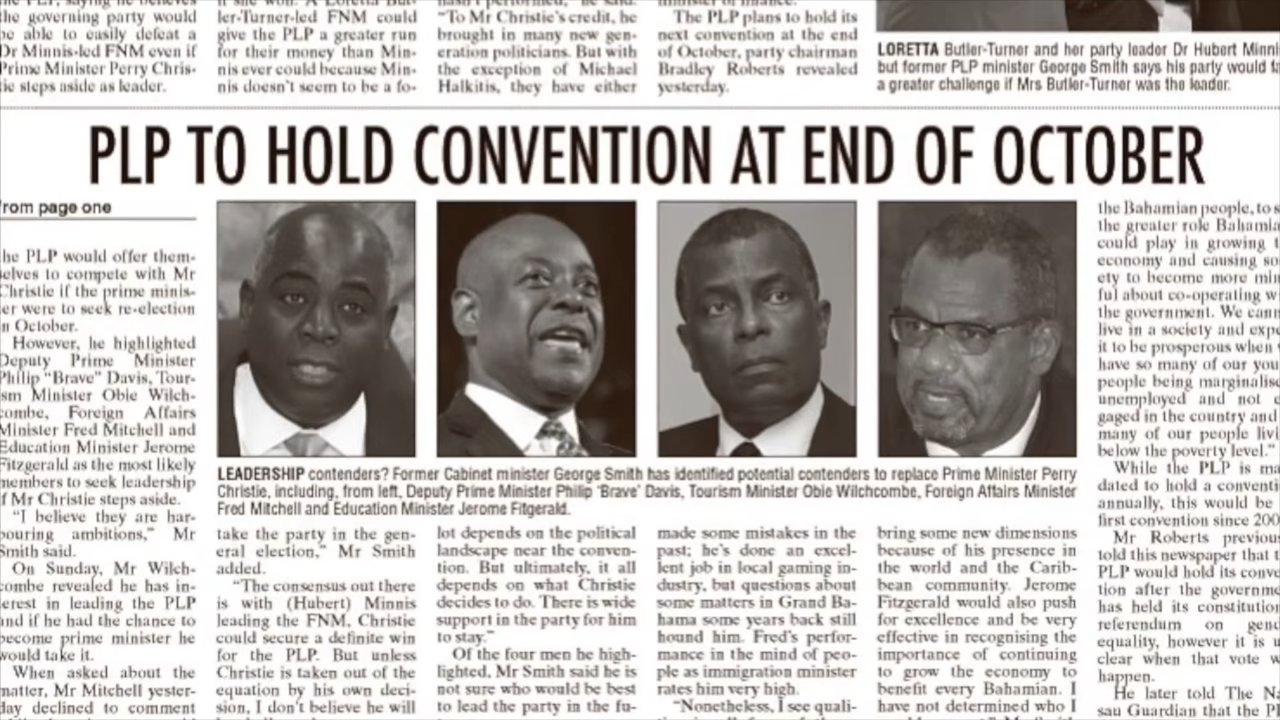 the governing party would
be able to easily defeat a
Dr Minnis-led FNM even if
Prime Minister Perry Chris-
tie steps aside as leader.
ler-Turner-led FNM could
give the PLP a greater run
for their money than Min-
nis ever could because Min-
nis doesn't seem to be a fo-
"To Mr Christie's credit, he
brought in many new gen-
eration politicians. But with
the exception of Michael
Halkitis, they have either
The PLP plans to hold its
next convention at the end
of October, party chairman
Bradley Roberts revealed
yesterday.
LORETTA Butler-Turner and her party leader Dr Hubert Minni
but former PLP minister George Smith says his party would fa
a greater challenge if Mrs Butler-Turner was the leader.
PLP TO HOLD CONVENTION AT END OF OCTOBER
from page one
the PLP would offer them-
selves to compete with Mr
Christie if the prime minis-
ter were to seek re-election
in October.
However, he highlighted
Deputy Prime Minister
Philip "Brave" Davis, Tour-
ism Minister Obie Wilch-
combe, Foreign Affairs
Minister Fred Mitchell and
Education Minister Jerome
Fitzgerald as the most likely
members to seek leadership
if Mr Christie steps aside.
"I believe they are har-
bouring ambitions," Mr
Smith said.
On Sunday, Mr Wilch-
combe revealed he has in-
terest in leading the PLP
and if he had the chance to
become prime minister he
would take it.
When asked about the
matter, Mr Mitchell yester-
day declined to comment
LEADERSHIP contenders? Former Cabinet minister George Smith has identified potential contenders to replace Prime Minister Perry
Christie, including, from left, Deputy Prime Minister Philip 'Brave' Davis, Tourism Minister Obie Wilchcombe, Foreign Affairs Minister
Fred Mitchell and Education Minister Jerome Fitgerald.
take the party in the gen-
eral election," Mr Smith
added.
"The consensus out there
is with (Hubert) Minnis
leading the FNM, Christie
could secure a definite win
for the PLP. But unless
Christie is taken out of the
equation by his own deci-
sion, I don't believe he will
lot depends on the political
landscape near the conven-
tion. But ultimately, it all
depends on what Christie
decides to do. There is wide
support in the party for him
to stay."
Of the four men he high-
lighted, Mr Smith said he is
not sure who would be best
to lead the party in the fu-
made some mistakes in the
past; he's done an excel-
lent job in local gaming in-
dustry, but questions about
some matters in Grand Ba-
hama some years back still
hound him. Fred's perfor-
mance in the mind of peo-
ple as immigration minister
rates him very high.
"Nonetheless, I see quali-
bring some new dimensions
because of his presence in
the world and the Carib-
bean community. Jerome
Fitzgerald would also push
for excellence and be very
effective in recognising the
importance of continuing
to grow the economy to
benefit every Bahamian. I
have not determined who I
the Bahamian people, to s
the greater role Bahamia
could play in growing t
economy and causing so
ety to become more min
ful about co-operating wi
the government. We cann
live in a society and expe
it to be prosperous when
have so many of our you
people being marginalise
unemployed and not e
gaged in the country and
many of our people livi
below the poverty level."
While the PLP is ma
dated to hold a conventi
annually, this would be
first convention since 200
Mr Roberts previous
told this newspaper that t
PLP would hold its conve
tion after the governme
has held its constitution
referendum on gend
equality, however it is u
clear when that vote w
happen.
He later told The Na
sau Guardian that the Pl